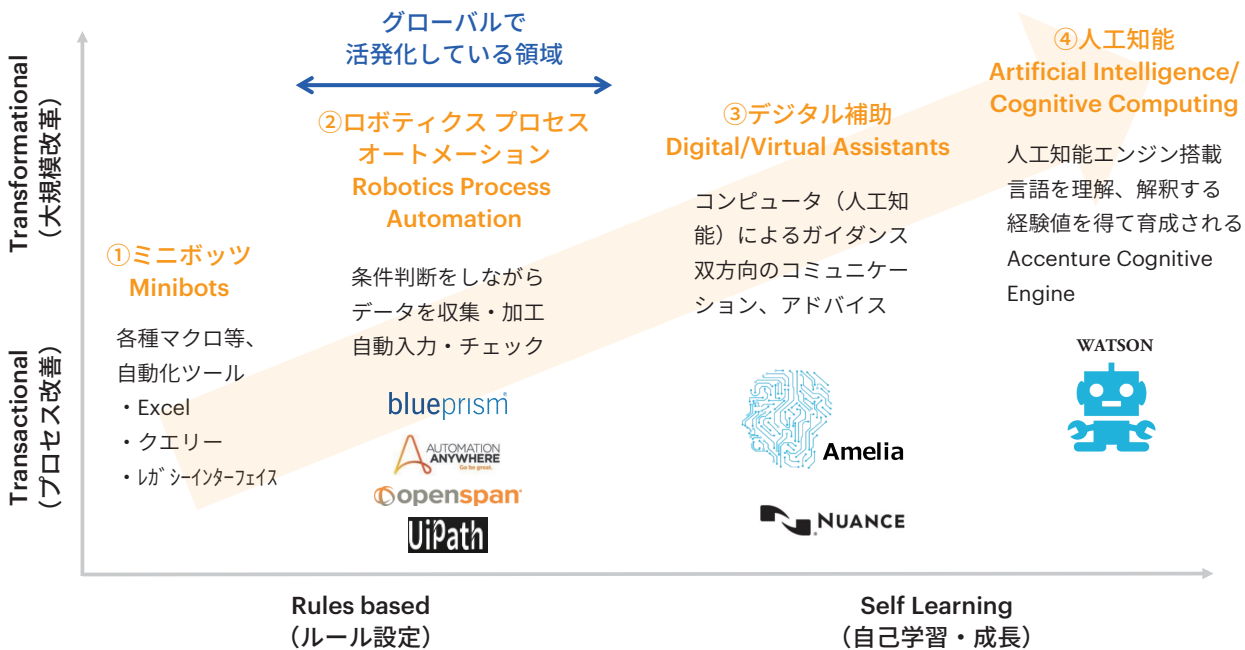 グローバルで
活発化している領域
Transformational
（大規模改革）
Transactional
（プロセス改善）
①ミニボッツ
Minibots
各種マクロ等、
自動化ツール
・Excel
・クエリー
・ﾚｶﾞｼｰｲﾝﾀｰﾌｪｲｽ
②ロボティクス プロセス
オートメーション
Robotics Process
Automation
条件判断をしながら
データを収集・加工
自動入力・チェック
blueprism
AUTOMATION
ANYWHERE
Go be great.
openspan
UiPath
③デジタル補助
Digital/Virtual Assistants
コンピュータ（人工知
能）によるガイダンス
双方向のコミュニケー
ション、アドバイス
Amelia
NUANCE
④人工知能
Artificial Intelligence/
Cognitive Computing
人工知能エンジン搭載
言語を理解、解釈する
経験値を得て育成される
Accenture Cognitive
Engine
WATSON
Rules based
（ルール設定）
Self Learning
（自己学習・成長）